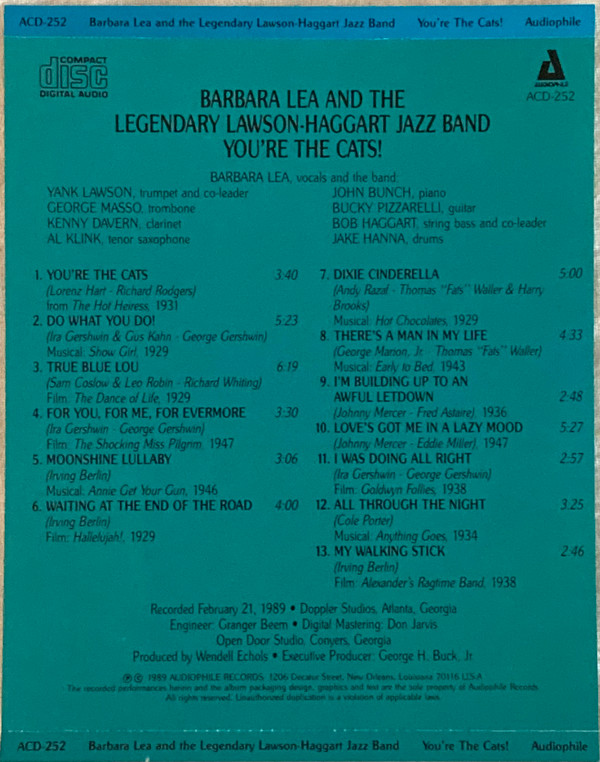 ACD-252 Barbara Lea and the Legendary Lawson-Haggart Jazz Band You're The Cats! Audiophile
COMPACT
disc
DIGITAL AUDIO
AUDIOPHILE
ACD-252
BARBARA LEA AND THE
LEGENDARY LAWSON-HAGGART JAZZ BAND
YOU'RE THE CATS!
BARBARA LEA, vocals and the band:
YANK LAWSON, trumpet and co-leader
GEORGE MASSO, trombone
KENNY DAVERN, clarinet
AL KLINK, tenor saxophone
JOHN BUNCH, piano
BUCKY PIZZARELLI, guitar
BOB HAGGART, string bass and co-leader
JAKE HANNA, drums
1. YOU'RE THE CATS 3:40
(Lorenz Hart - Richard Rodgers)
from The Hot Heiress, 1931
2. DO WHAT YOU DO! 5:23
(Ira Gershwin & Gus Kahn - George Gershwin)
Musical: Show Girl, 1929
3. TRUE BLUE LOU 6:19
(Sam Coslow & Leo Robin - Richard Whiting)
Film: The Dance of Life, 1929
4. FOR YOU, FOR ME, FOR EVERMORE 3:30
(Ira Gershwin - George Gershwin)
Film: The Shocking Miss Pilgrim, 1947
5. MOONSHINE LULLABY 3:06
(Irving Berlin)
Musical: Annie Get Your Gun, 1946
6. WAITING AT THE END OF THE ROAD 4:00
(Irving Berlin)
Film: Hallelujah!, 1929
7. DIXIE CINDERELLA 5:00
(Andy Razaf - Thomas "Fats" Waller & Harry
Brooks)
Musical: Hot Chocolates, 1929
8. THERE'S A MAN IN MY LIFE 4:33
(George Marion, Jr. - Thomas "Fats" Waller)
Musical: Early to Bed, 1943
9. I'M BUILDING UP TO AN
AWFUL LETDOWN 2:48
(Johnny Mercer - Fred Astaire), 1936
10. LOVE'S GOT ME IN A LAZY MOOD 5:27
(Johnny Mercer - Eddie Miller), 1947
11. I WAS DOING ALL RIGHT 2:57
(Ira Gershwin - George Gershwin)
Film: Goldwyn Follies, 1938
12. ALL THROUGH THE NIGHT 3:25
(Cole Porter)
Musical: Anything Goes, 1934
13. MY WALKING STICK 2:46
(Irving Berlin)
Film: Alexander's Ragtime Band, 1938
Recorded February 21, 1989 • Doppler Studios, Atlanta, Georgia
Engineer: Granger Beem • Digital Mastering: Don Jarvis
Open Door Studio, Conyers, Georgia
Produced by Wendell Echols • Executive Producer: George H. Buck, Jr.
℗ © 1989 AUDIOPHILE RECORDS 1206 Decatur Street, New Orleans, Louisiana 70116 U.S.A
The recorded performances herein and the album packaging design, graphics and text are the sole property of Audiophile Records
All rights reserved. Unauthorized duplication is a violation of applicable laws.
ACD-252 Barbara Lea and the Legendary Lawson-Haggart Jazz Band You're The Cats! Audiophile